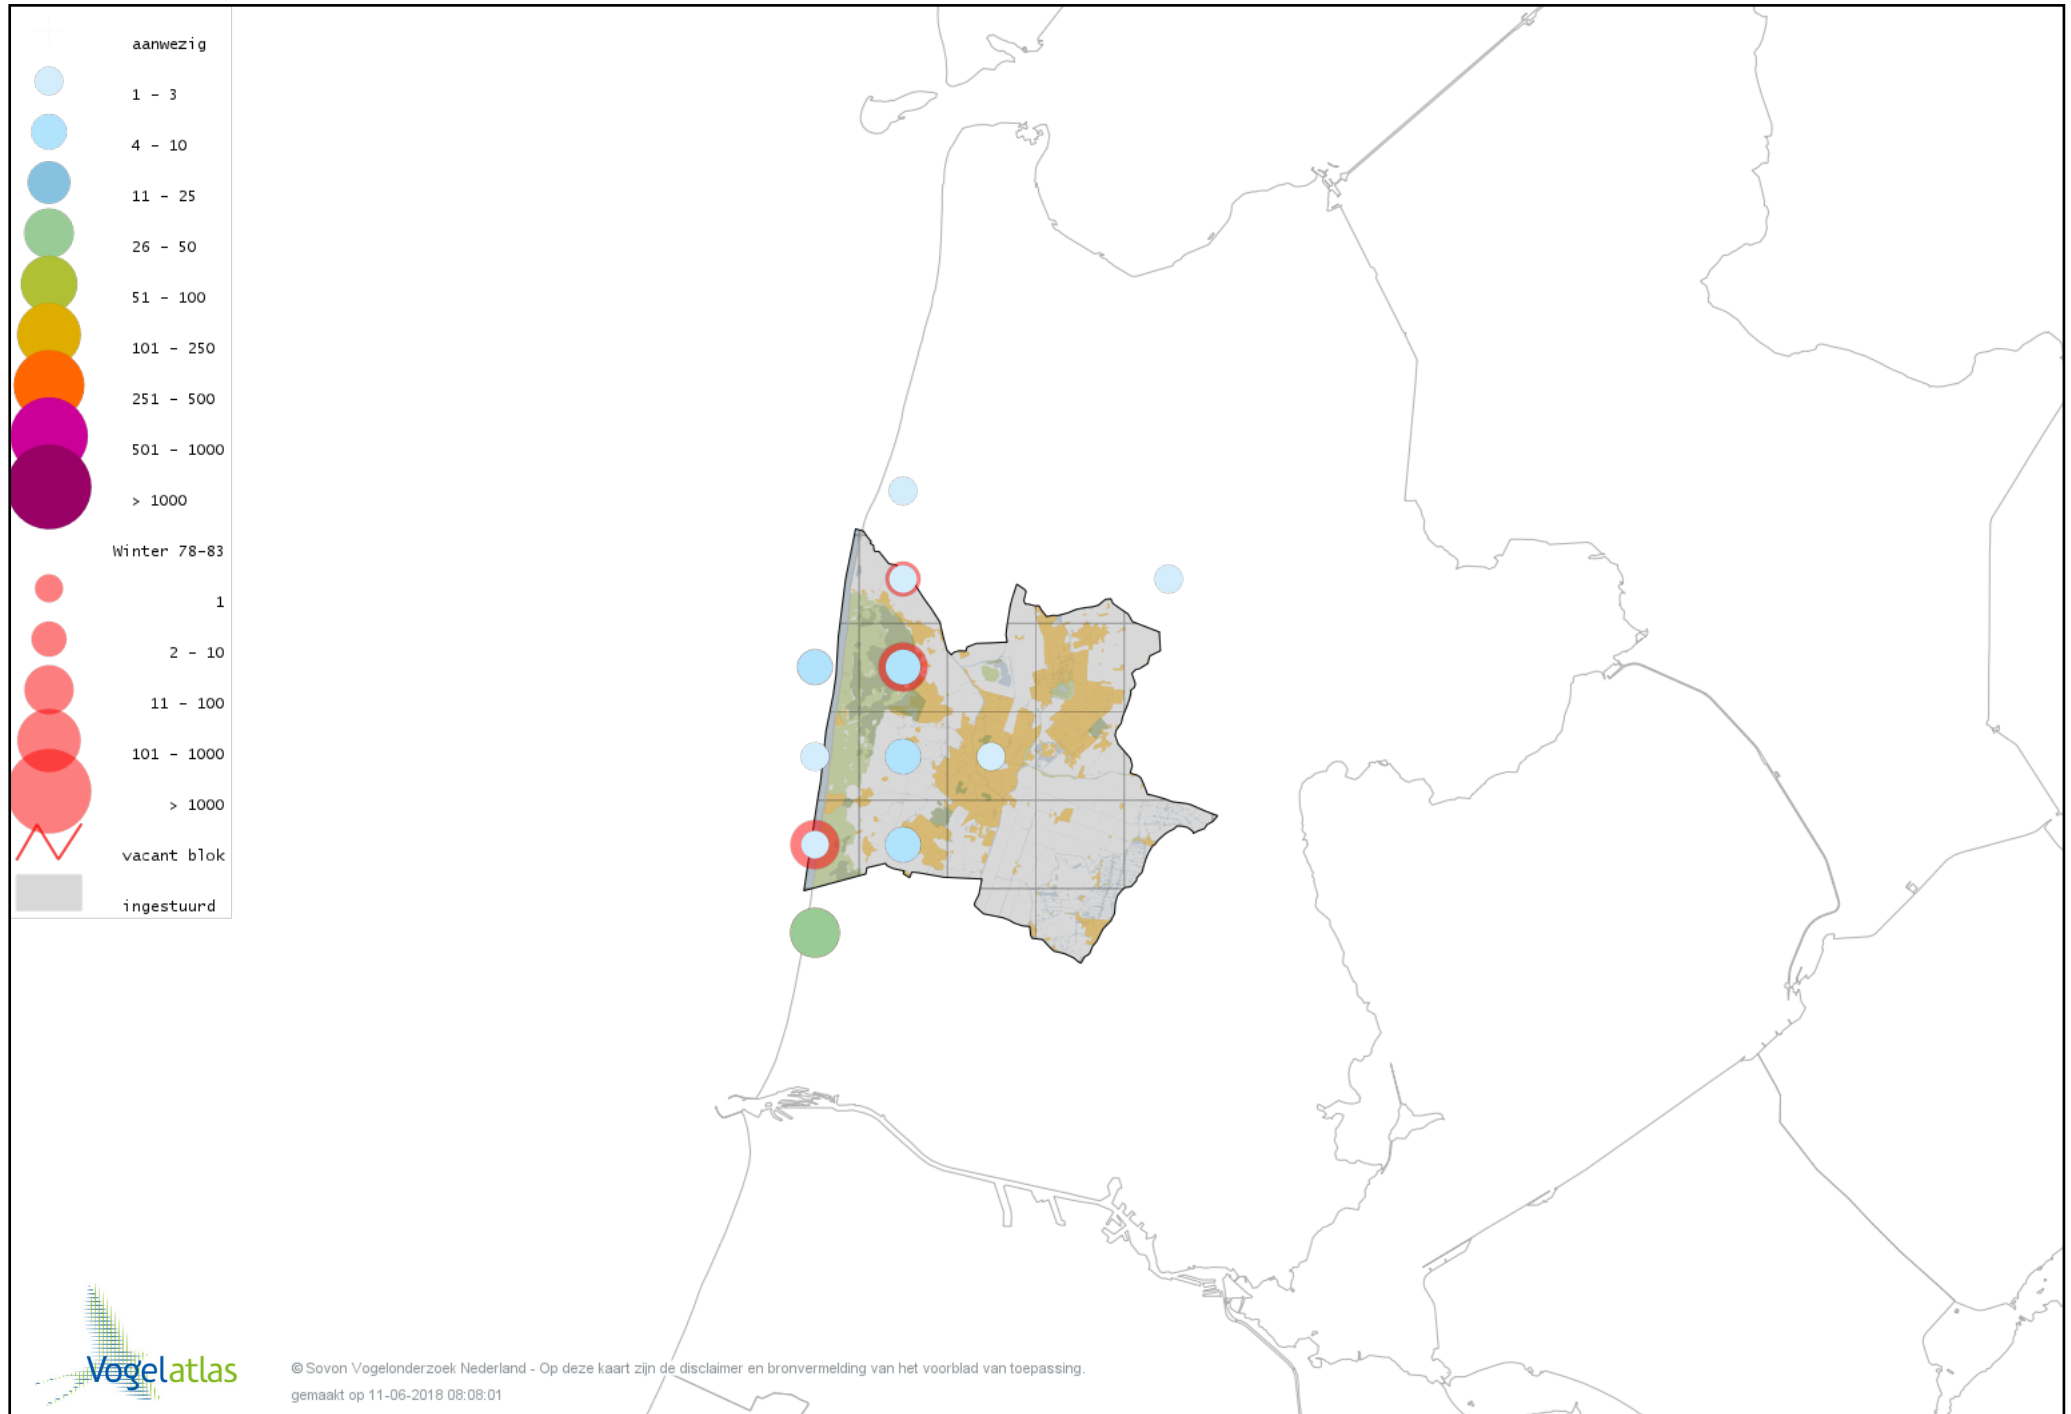 aanwezig
1 - 3
4 - 10
11 - 25
26 - 50
51 - 100
101 - 250
251 - 500
501 - 1000
> 1000
Winter 78-83
1
2 - 10
11 - 100
101 - 1000
> 1000
vacant blok
ingestuurd
Vogelatlas
© Sovon Vogelonderzoek Nederland - Op deze kaart zijn de disclaimer en bronvermelding van het voorblad van toepassing.
gemaakt op 11-06-2018 08:08:01